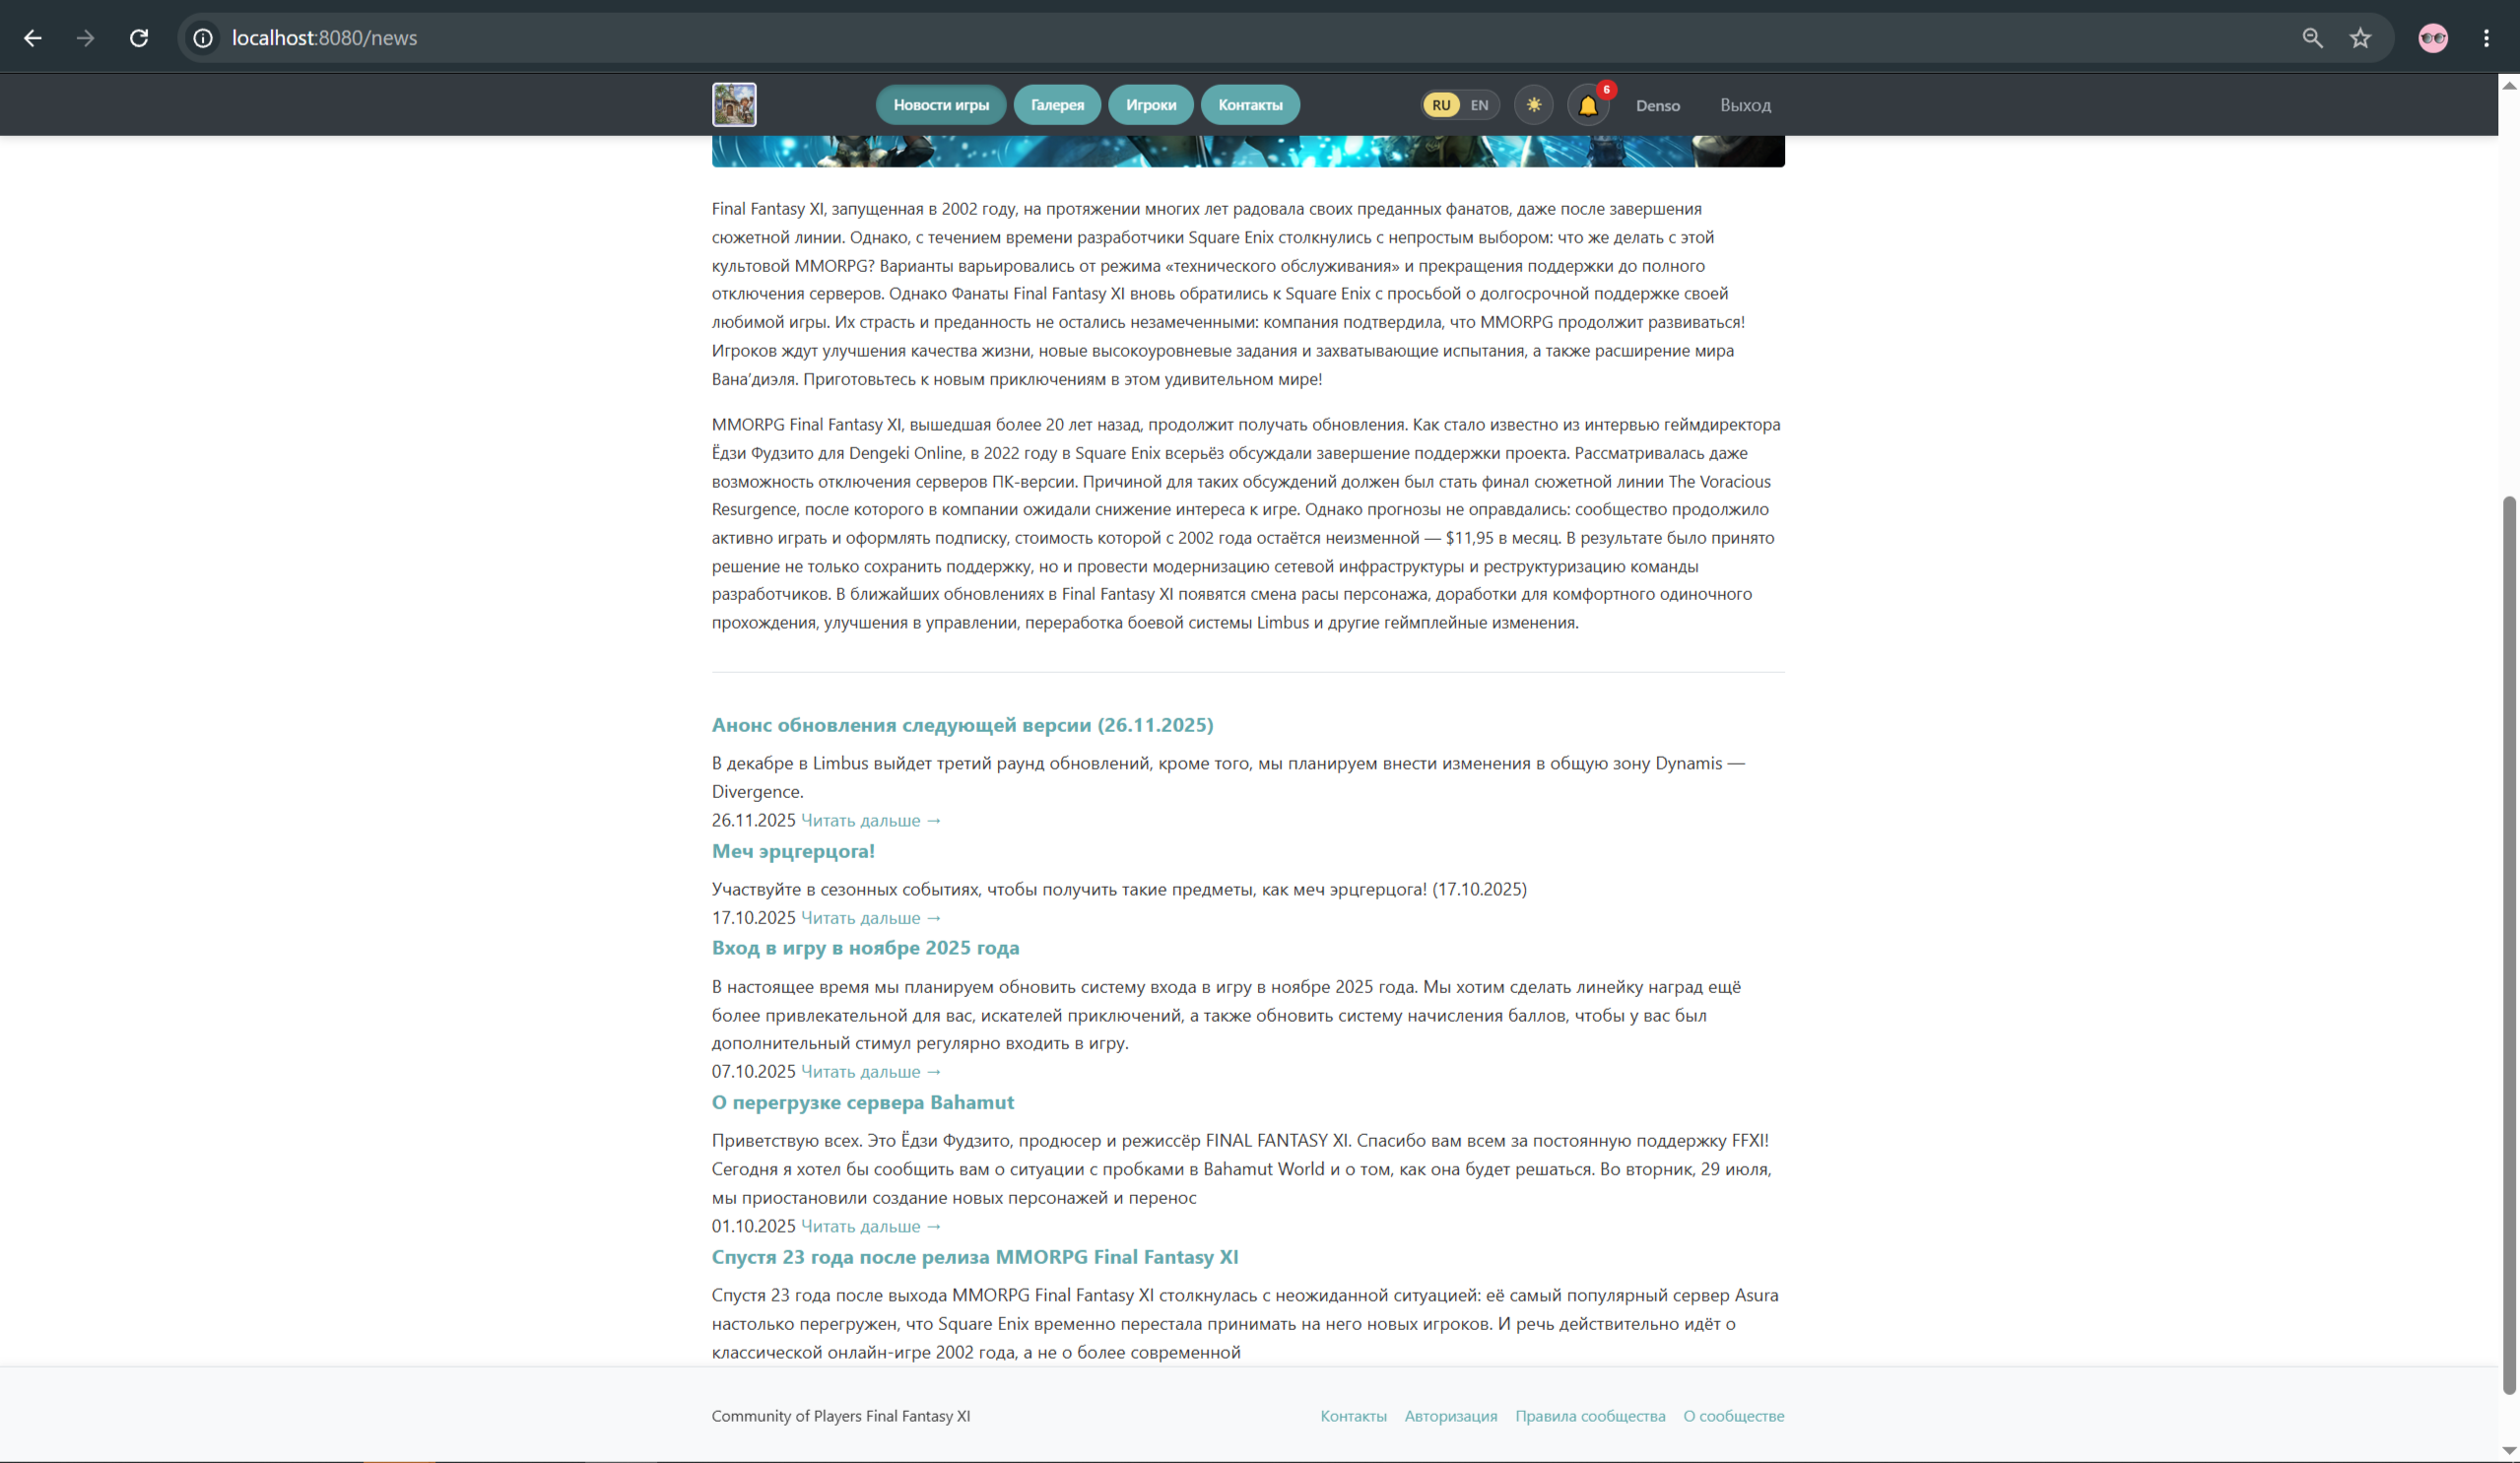 localhost:8080/news
Новости игры Галерея Игроки Контакты RU EN 6 Denso Выход
Final Fantasy XI, запущенная в 2002 году, на протяжении многих лет радовала своих преданных фанатов, даже после завершения
сюжетной линии. Однако, с течением времени разработчики Square Enix столкнулись с непростым выбором: что же делать с этой
культовой MMORPG? Варианты варьировались от режима «технического обслуживания» и прекращения поддержки до полного
отключения серверов. Однако Фанаты Final Fantasy XI вновь обратились к Square Enix с просьбой о долгосрочной поддержке своей
любимой игры. Их страсть и преданность не остались незамеченными: компания подтвердила, что MMORPG продолжит развиваться!
Игроков ждут улучшения качества жизни, новые высокоуровневые задания и захватывающие испытания, а также расширение мира
Вана’диэля. Приготовьтесь к новым приключениям в этом удивительном мире!
MMORPG Final Fantasy XI, вышедшая более 20 лет назад, продолжит получать обновления. Как стало известно из интервью геймдиректора
Ёдзи Фудзито для Dengeki Online, в 2022 году в Square Enix всерьёз обсуждали завершение поддержки проекта. Рассматривалась даже
возможность отключения серверов ПК-версии. Причиной для таких обсуждений должен был стать финал сюжетной линии The Voracious
Resurgence, после которого в компании ожидали снижение интереса к игре. Однако прогнозы не оправдались: сообщество продолжило
активно играть и оформлять подписку, стоимость которой с 2002 года остаётся неизменной — $11,95 в месяц. В результате было принято
решение не только сохранить поддержку, но и провести модернизацию сетевой инфраструктуры и реструктуризацию команды
разработчиков. В ближайших обновлениях в Final Fantasy XI появятся смена расы персонажа, доработки для комфортного одиночного
прохождения, улучшения в управлении, переработка боевой системы Limbus и другие геймплейные изменения.
Анонс обновления следующей версии (26.11.2025)
В декабре в Limbus выйдет третий раунд обновлений, кроме того, мы планируем внести изменения в общую зону Dynamis —
Divergence.
26.11.2025 Читать дальше →
Меч эрцгерцога!
Участвуйте в сезонных событиях, чтобы получить такие предметы, как меч эрцгерцога! (17.10.2025)
17.10.2025 Читать дальше →
Вход в игру в ноябре 2025 года
В настоящее время мы планируем обновить систему входа в игру в ноябре 2025 года. Мы хотим сделать линейку наград ещё
более привлекательной для вас, искателей приключений, а также обновить систему начисления баллов, чтобы у вас был
дополнительный стимул регулярно входить в игру.
07.10.2025 Читать дальше →
О перегрузке сервера Bahamut
Приветствую всех. Это Ёдзи Фудзито, продюсер и режиссёр FINAL FANTASY XI. Спасибо вам всем за постоянную поддержку FFXI!
Сегодня я хотел бы сообщить вам о ситуации с пробками в Bahamut World и о том, как она будет решаться. Во вторник, 29 июля,
мы приостановили создание новых персонажей и перенос
01.10.2025 Читать дальше →
Спустя 23 года после релиза MMORPG Final Fantasy XI
Спустя 23 года после выхода MMORPG Final Fantasy XI столкнулась с неожиданной ситуацией: её самый популярный сервер Asura
настолько перегружен, что Square Enix временно перестала принимать на него новых игроков. И речь действительно идёт о
классической онлайн-игре 2002 года, а не о более современной
Community of Players Final Fantasy XI Контакты Авторизация Правила сообщества О сообществе